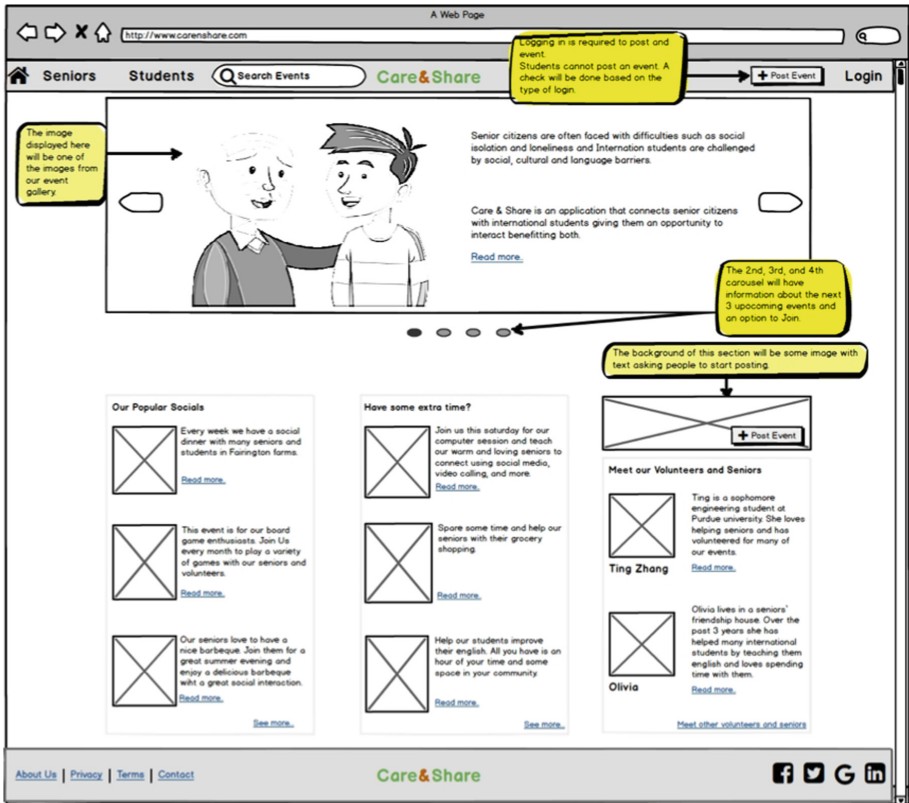 A Web Page
http://www.carenshare.com
Seniors
Students
Search Events
Care&Share
+ Post Event
Login
Logging in is required to post and
event.
Students cannot post an event. A
check will be done based on the
type of login.
The image
displayed here
will be one of
the images from
our event
gallery.
Senior citizens are often faced with difficulties such as social
isolation and loneliness and Internation students are challenged
by social, cultural and language barriers.
Care & Share is an application that connects senior citizens
with international students giving them an opportunity to
interact benefitting both.
Read more..
The 2nd, 3rd, and 4th
carousel will have
information about the next
3 upocoming events and
an option to Join.
The background of this section will be some image with
text asking people to start posting.
Our Popular Socials
Every week we have a social
dinner with many seniors and
students in Fairington farms.
Read more..
This event is for our board
game enthusiasts. Join Us
every month to play a variety
of games with our seniors and
volunteers.
Read more..
Our seniors love to have a
nice barbeque. Join them for a
great summer evening and
enjoy a delicious barbeque
wiht a great social interaction.
Read more..
See more..
Have some extra time?
Join us this saturday for our
computer session and teach
our warm and loving seniors to
connect using social media,
video calling, and more.
Read more..
Spare some time and help our
seniors with their grocery
shopping.
Read more..
Help our students improve
their english. All you have is an
hour of your time and some
space in your community.
Read more..
See more..
+ Post Event
Meet our Volunteers and Seniors
Ting is a sophomore
engineering student at
Purdue university. She loves
helping seniors and has
volunteered for many of
our events.
Ting Zhang
Read more..
Olivia lives in a seniors'
friendship house. Over the
past 3 years she has
helped many international
students by teaching them
english and loves spending
time with them.
Olivia
Read more..
Meet other volunteers and seniors
About Us | Privacy | Terms | Contact
Care&Share